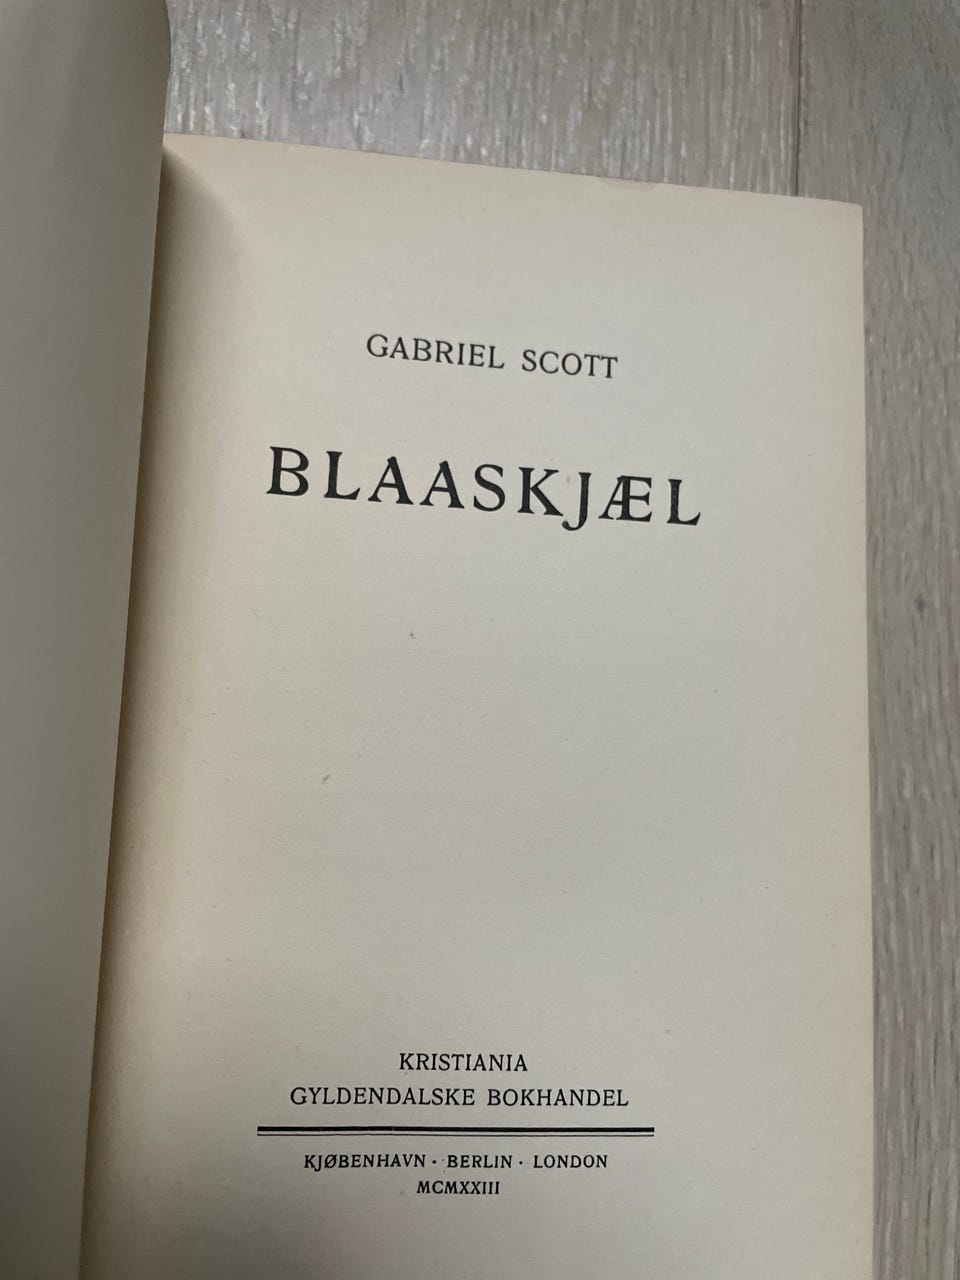 GABRIEL SCOTT
BLAASKJÆL
KRISTIANIA
GYLDENDALSKE BOKHANDEL
KJØBENHAVN · BERLIN · LONDON
MCMXXIII